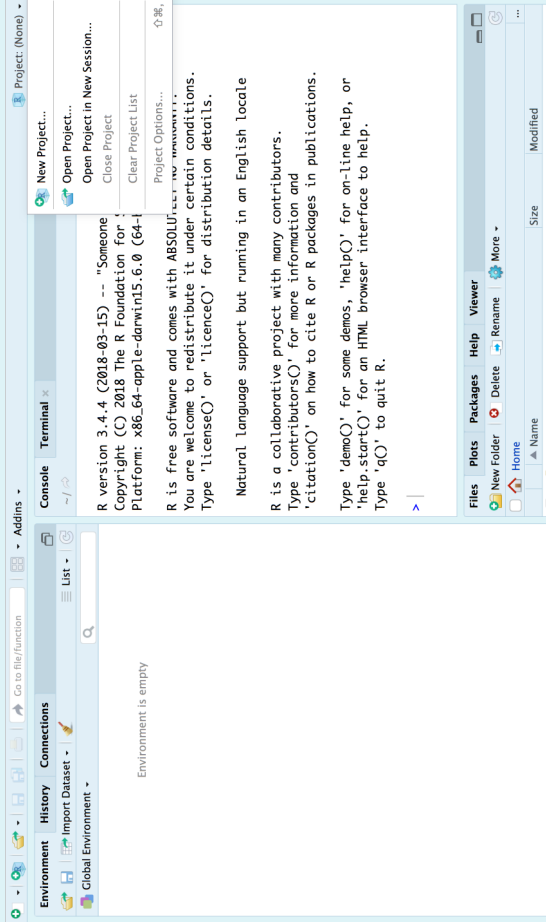 Go to file/function
Addins
Project: (None)
New Project...
Open Project...
Open Project in New Session...
Close Project
Clear Project List
Project Options...
⇧⌘,
Environment
History
Connections
Import Dataset
List
Global Environment
Environment is empty
Console
Terminal
~/
R version 3.4.4 (2018-03-15) -- "Someone
Copyright (C) 2018 The R Foundation for
Platform: x86_64-apple-darwin15.6.0 (64-
R is free software and comes with ABSOLUTELY NO WARRANTY.
You are welcome to redistribute it under certain conditions.
Type 'license()' or 'licence()' for distribution details.
Natural language support but running in an English locale
R is a collaborative project with many contributors.
Type 'contributors()' for more information and
'citation()' on how to cite R or R packages in publications.
Type 'demo()' for some demos, 'help()' for on-line help, or
'help.start()' for an HTML browser interface to help.
Type 'q()' to quit R.
>
Files
Plots
Packages
Help
Viewer
New Folder
Delete
Rename
More
Home
...
Name
Size
Modified